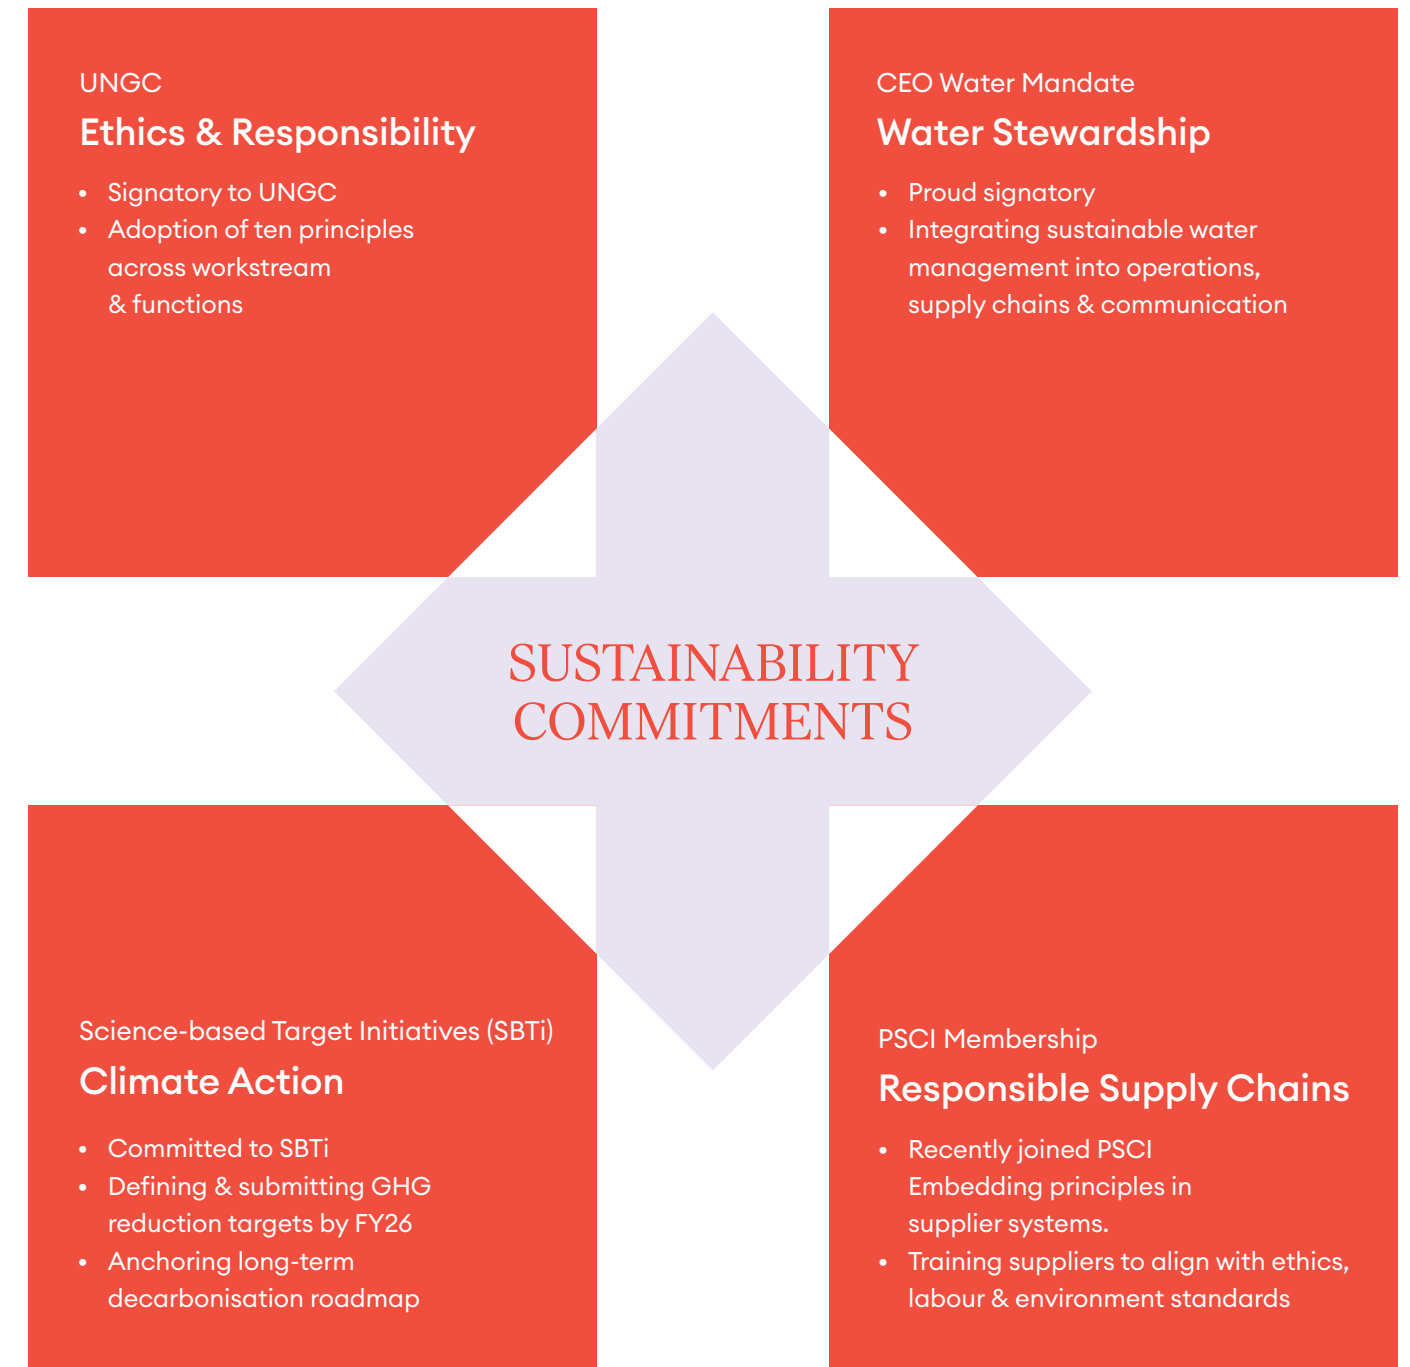 UNGC
Ethics & Responsibility
• Signatory to UNGC
• Adoption of ten principles
across workstream
& functions
CEO Water Mandate
Water Stewardship
• Proud signatory
• Integrating sustainable water
management into operations,
supply chains & communication
SUSTAINABILITY
COMMITMENTS
Science-based Target Initiatives (SBTi)
Climate Action
• Committed to SBTi
• Defining & submitting GHG
reduction targets by FY26
• Anchoring long-term
decarbonisation roadmap
PSCI Membership
Responsible Supply Chains
• Recently joined PSCI
Embedding principles in
supplier systems.
• Training suppliers to align with ethics,
labour & environment standards